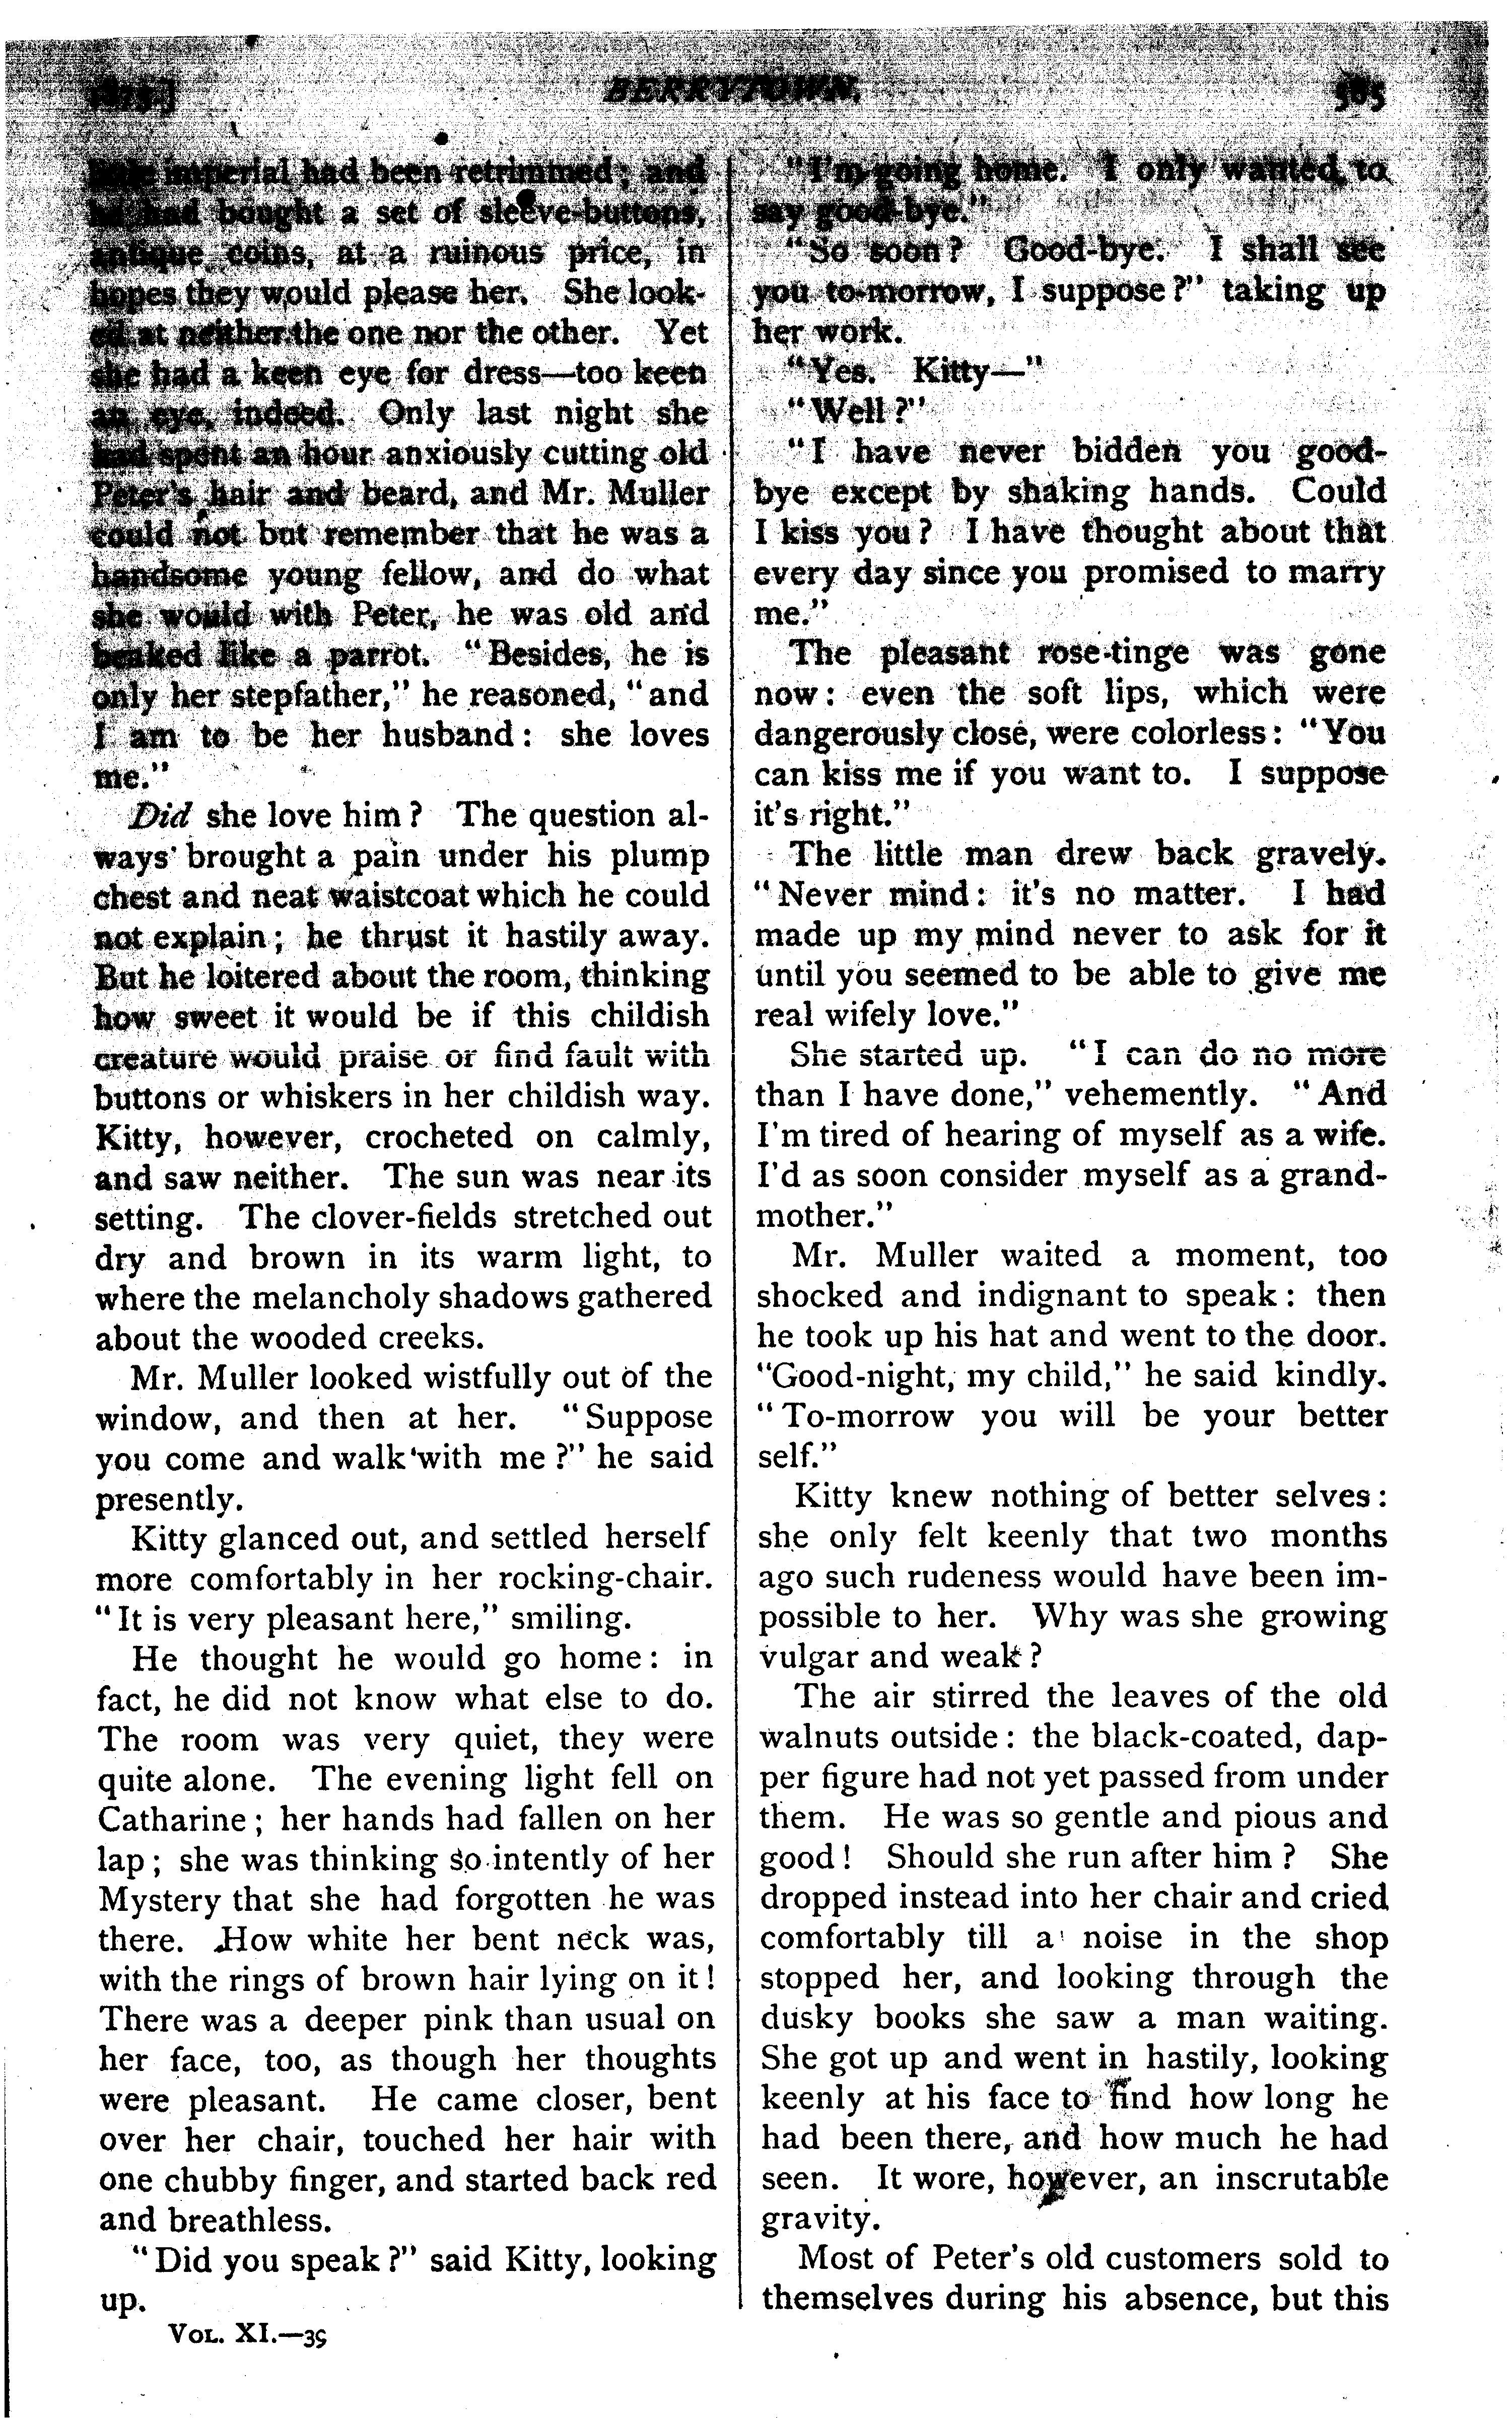 1873.]
BERRYTOWN.
585
imperial had been retrimmed; and
he had bought a set of sleeve-buttons,
antique coins, at a ruinous price, in
hopes they would please her. She look-
ed at neither the one nor the other. Yet
she had a keen eye for dress—too keen
an eye, indeed. Only last night she
had spent an hour anxiously cutting old
Peter's hair and beard, and Mr. Muller
could not but remember that he was a
handsome young fellow, and do what
she would with Peter, he was old and
beaked like a parrot. "Besides, he is
only her stepfather," he reasoned, "and
I am to be her husband: she loves
me."
Did she love him? The question al-
ways brought a pain under his plump
chest and neat waistcoat which he could
not explain; he thrust it hastily away.
But he loitered about the room, thinking
how sweet it would be if this childish
creature would praise or find fault with
buttons or whiskers in her childish way.
Kitty, however, crocheted on calmly,
and saw neither. The sun was near its
setting. The clover-fields stretched out
dry and brown in its warm light, to
where the melancholy shadows gathered
about the wooded creeks.
Mr. Muller looked wistfully out of the
window, and then at her. "Suppose
you come and walk with me?" he said
presently.
Kitty glanced out, and settled herself
more comfortably in her rocking-chair.
"It is very pleasant here," smiling.
He thought he would go home: in
fact, he did not know what else to do.
The room was very quiet, they were
quite alone. The evening light fell on
Catharine; her hands had fallen on her
lap; she was thinking so intently of her
Mystery that she had forgotten he was
there. How white her bent neck was,
with the rings of brown hair lying on it!
There was a deeper pink than usual on
her face, too, as though her thoughts
were pleasant. He came closer, bent
over her chair, touched her hair with
one chubby finger, and started back red
and breathless.
"Did you speak?" said Kitty, looking
up.
VOL. XI.—39
"I'm going home. I only wanted to
say good-bye."
"So soon? Good-bye. I shall see
you to-morrow, I suppose?" taking up
her work.
"Yes. Kitty—"
"Well?"
"I have never bidden you good-
bye except by shaking hands. Could
I kiss you? I have thought about that
every day since you promised to marry
me."
The pleasant rose-tinge was gone
now: even the soft lips, which were
dangerously close, were colorless: "You
can kiss me if you want to. I suppose
it's right."
The little man drew back gravely.
"Never mind: it's no matter. I had
made up my mind never to ask for it
until you seemed to be able to give me
real wifely love."
She started up. "I can do no more
than I have done," vehemently. "And
I'm tired of hearing of myself as a wife.
I'd as soon consider myself as a grand-
mother."
Mr. Muller waited a moment, too
shocked and indignant to speak: then
he took up his hat and went to the door.
"Good-night, my child," he said kindly.
"To-morrow you will be your better
self."
Kitty knew nothing of better selves:
she only felt keenly that two months
ago such rudeness would have been im-
possible to her. Why was she growing
vulgar and weak?
The air stirred the leaves of the old
walnuts outside: the black-coated, dap-
per figure had not yet passed from under
them. He was so gentle and pious and
good! Should she run after him? She
dropped instead into her chair and cried
comfortably till a noise in the shop
stopped her, and looking through the
dusky books she saw a man waiting.
She got up and went in hastily, looking
keenly at his face to find how long he
had been there, and how much he had
seen. It wore, however, an inscrutable
gravity.
Most of Peter's old customers sold to
themselves during his absence, but this